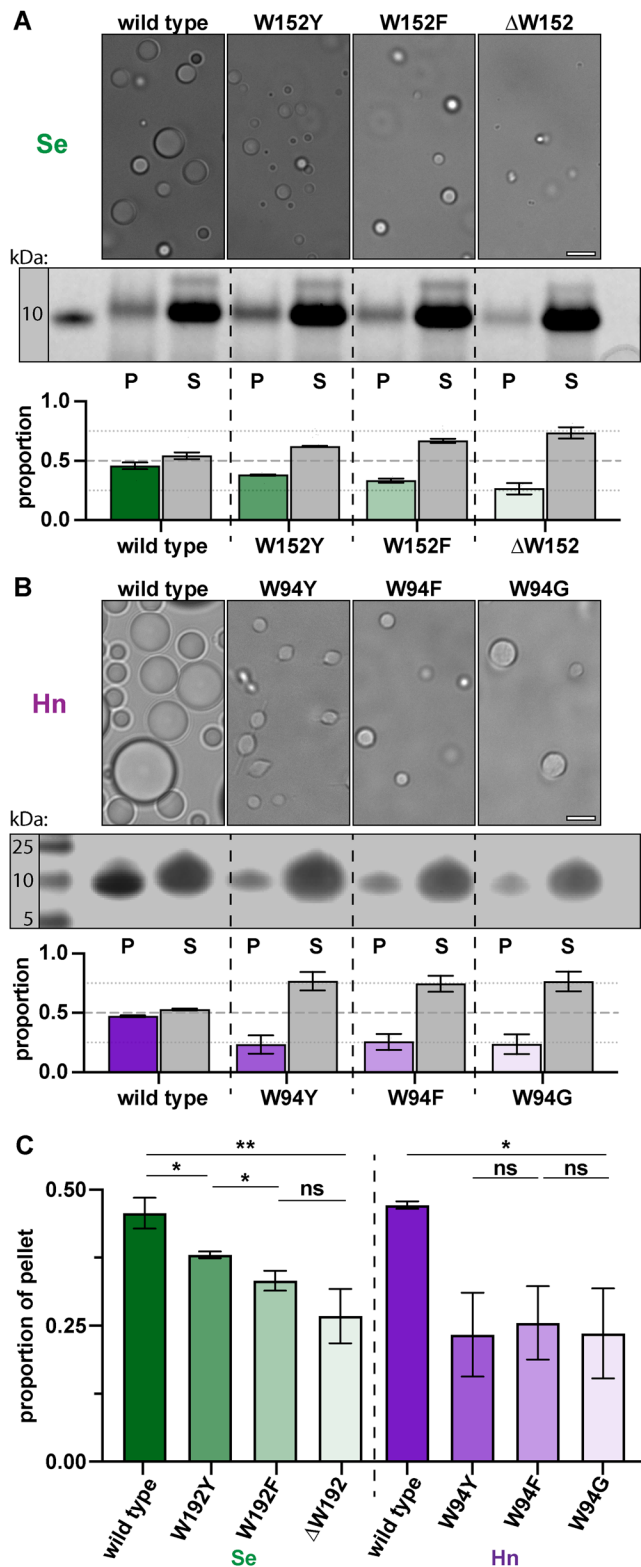 A
wild type W152Y W152F ΔW152
Se
kDa:
10
P S P S P S P S
1.0
0.5
0.0
proportion
wild type W152Y W152F ΔW152
B
wild type W94Y W94F W94G
Hn
kDa:
25
10
5
P S P S P S P S
1.0
0.5
0.0
proportion
wild type W94Y W94F W94G
C
** *
* * ns ns ns
0.50
0.25
0.00
proportion of pellet
wild type W192Y W192F ΔW192 wild type W94Y W94F W94G
Se Hn